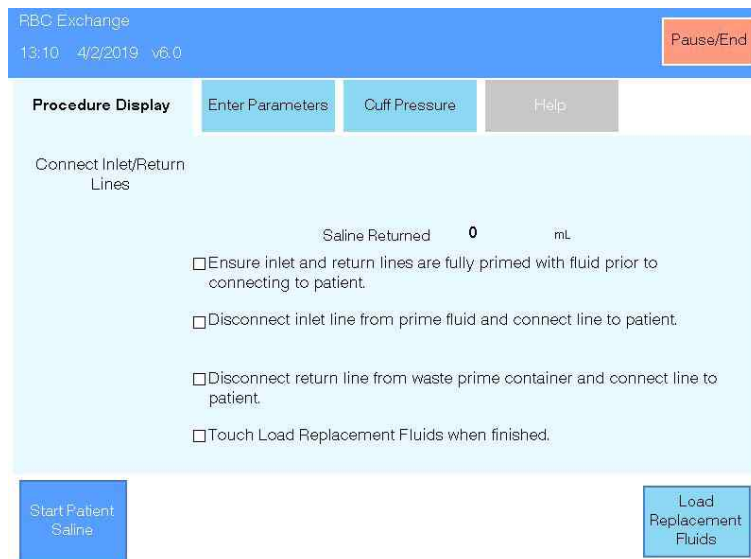 RBC Exchange
13:10 4/2/2019 v6.0
Pause/End
Procedure Display
Enter Parameters
Cuff Pressure
Help
Connect Inlet/Return
Lines
Saline Returned 0 mL
Ensure inlet and return lines are fully primed with fluid prior to
connecting to patient.
Disconnect inlet line from prime fluid and connect line to patient.
Disconnect return line from waste prime container and connect line to
patient.
Touch Load Replacement Fluids when finished.
Start Patient
Saline
Load
Replacement
Fluids